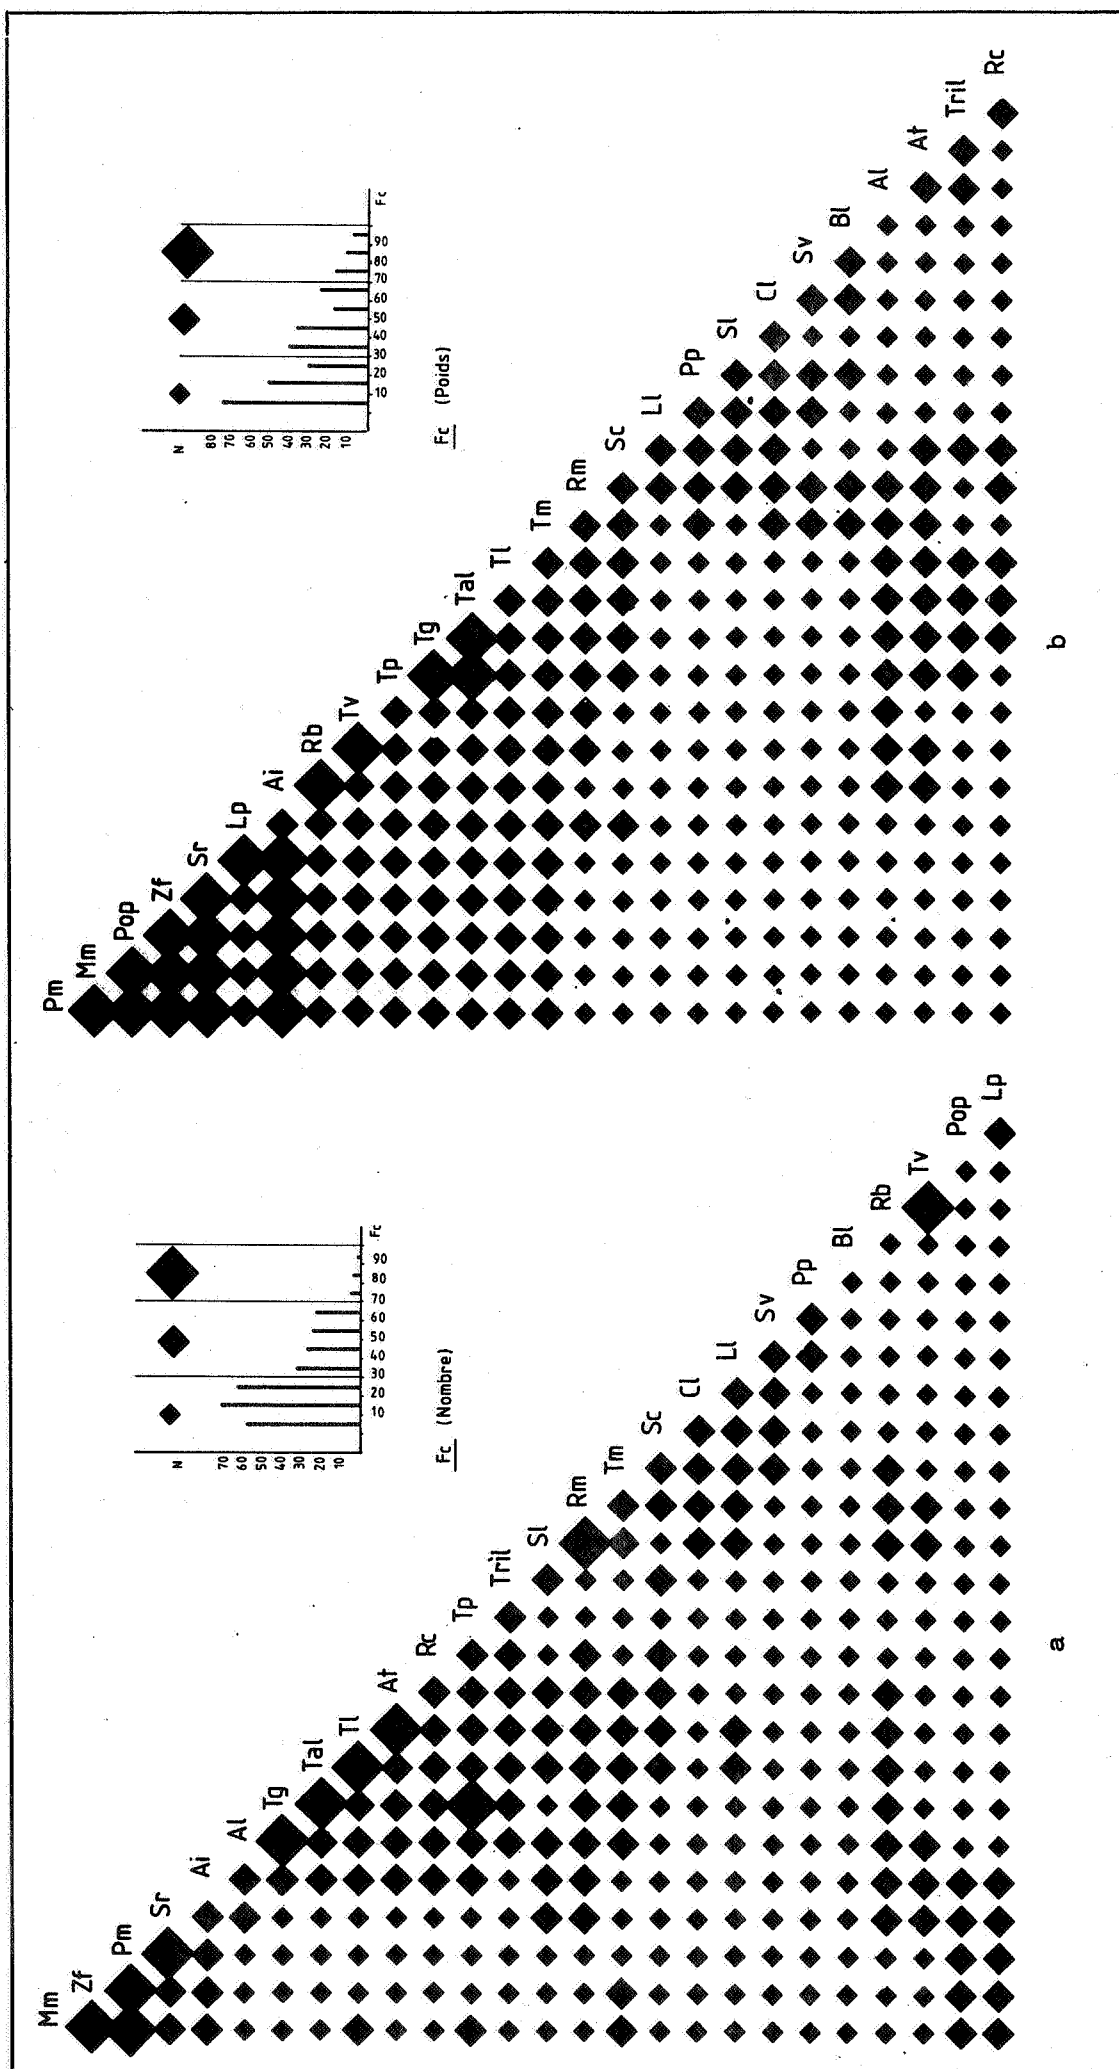 Mm
Zf
Pm
Sr
Ai
Al
Tg
Tal
Tl
At
Rc
Tp
Tril
Sl
Rm
Tm
Sc
Cl
Ll
Sv
Pp
Bl
Rb
Tv
Pop
Lp
N
70
60
50
40
30
20
10
10
20
30
40
50
60
70
80
90
Fc
Fc (Nombre)
a
Pm
Mm
Pop
Zf
Sr
Lp
Ai
Rb
Tv
Tp
Tg
Tal
Tl
Tm
Rm
Sc
Ll
Pp
Sl
Cl
Sv
Bl
Al
At
Tril
Rc
N
80
70
60
50
40
30
20
10
10
20
30
40
50
60
70
80
90
Fc
Fc (Poids)
b